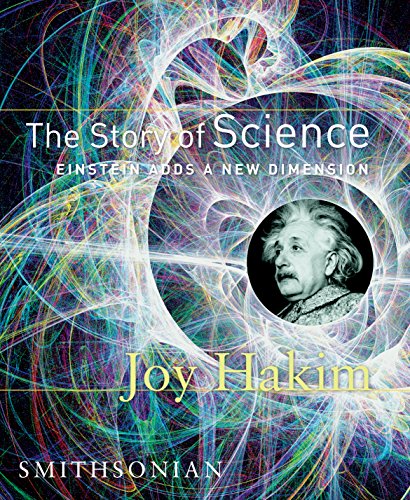 The Story of Science
EINSTEIN ADDS A NEW DIMENSION
Joy Hakim
SMITHSONIAN